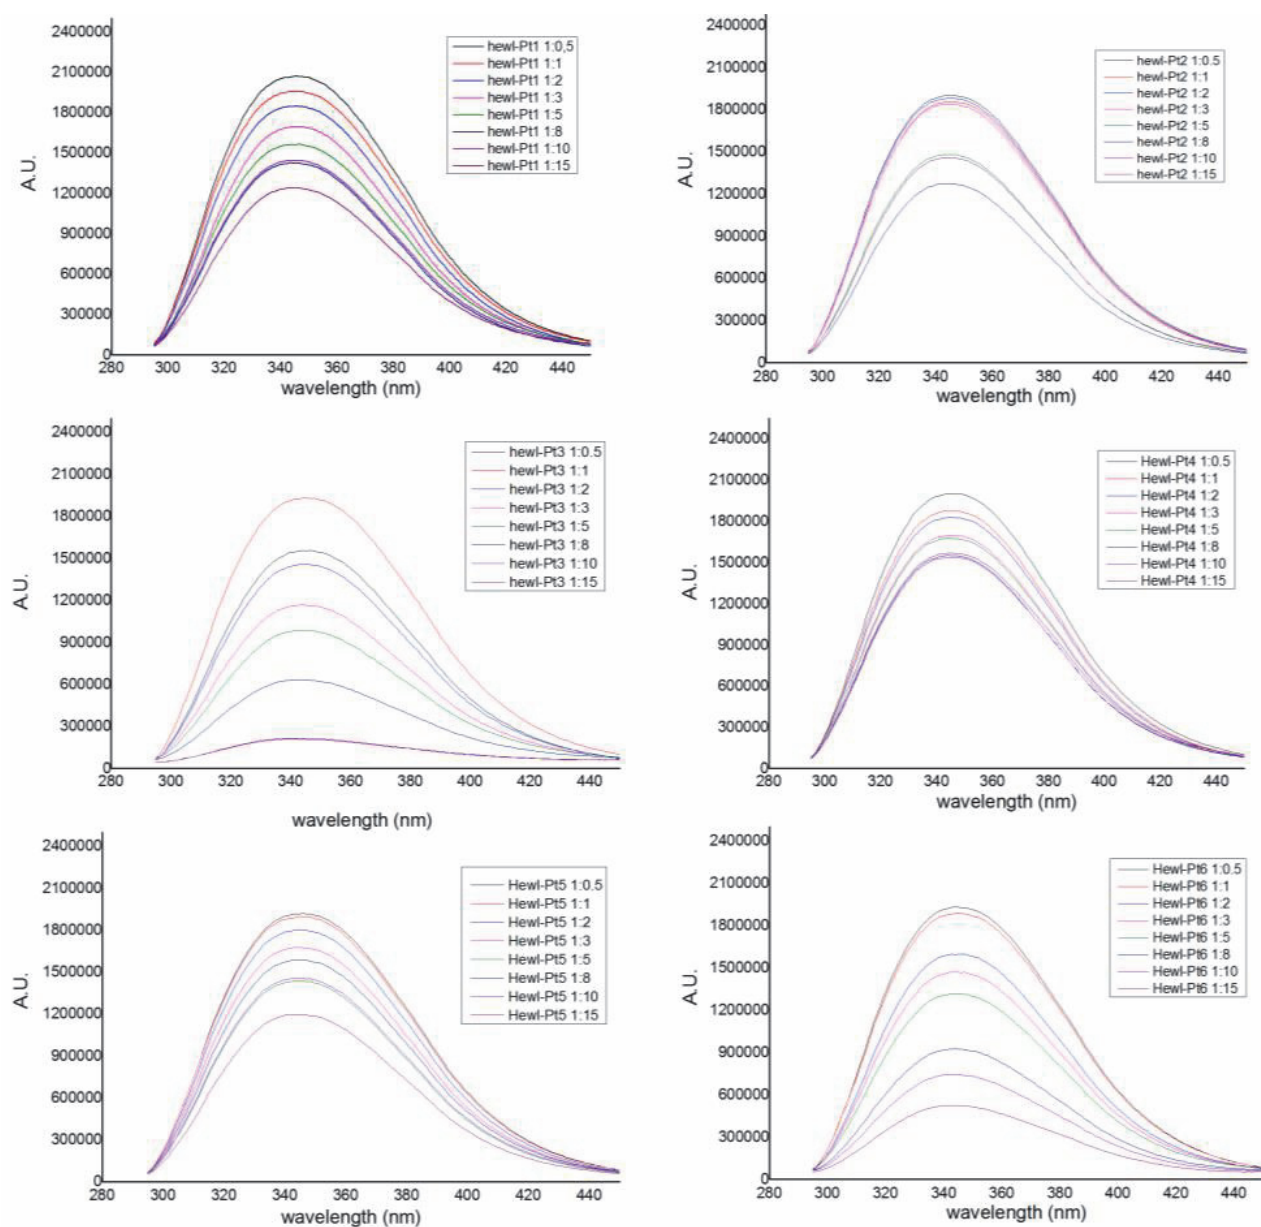 2400000
2100000
1800000
1500000
1200000
900000
600000
300000
0
A.U.
280 300 320 340 360 380 400 420 440
wavelength (nm)
hewl-Pt1 1:0,5
hewl-Pt1 1:1
hewl-Pt1 1:2
hewl-Pt1 1:3
hewl-Pt1 1:5
hewl-Pt1 1:8
hewl-Pt1 1:10
hewl-Pt1 1:15
2400000
2100000
1800000
1500000
1200000
900000
600000
300000
0
A.U.
280 300 320 340 360 380 400 420 440
wavelength (nm)
hewl-Pt2 1:0.5
hewl-Pt2 1:1
hewl-Pt2 1:2
hewl-Pt2 1:3
hewl-Pt2 1:5
hewl-Pt2 1:8
hewl-Pt2 1:10
hewl-Pt2 1:15
2400000
2100000
1800000
1500000
1200000
900000
600000
300000
0
A.U.
280 300 320 340 360 380 400 420 440
wavelength (nm)
hewl-Pt3 1:0.5
hewl-Pt3 1:1
hewl-Pt3 1:2
hewl-Pt3 1:3
hewl-Pt3 1:5
hewl-Pt3 1:8
hewl-Pt3 1:10
hewl-Pt3 1:15
2400000
2100000
1800000
1500000
1200000
900000
600000
300000
0
A.U.
280 300 320 340 360 380 400 420 440
wavelength (nm)
Hewl-Pt4 1:0.5
Hewl-Pt4 1:1
Hewl-Pt4 1:2
Hewl-Pt4 1:3
Hewl-Pt4 1:5
Hewl-Pt4 1:8
Hewl-Pt4 1:10
Hewl-Pt4 1:15
2400000
2100000
1800000
1500000
1200000
900000
600000
300000
0
A.U.
280 300 320 340 360 380 400 420 440
wavelength (nm)
Hewl-Pt5 1:0.5
Hewl-Pt5 1:1
Hewl-Pt5 1:2
Hewl-Pt5 1:3
Hewl-Pt5 1:5
Hewl-Pt5 1:8
Hewl-Pt5 1:10
Hewl-Pt5 1:15
2400000
2100000
1800000
1500000
1200000
900000
600000
300000
0
A.U.
280 300 320 340 360 380 400 420 440
wavelength (nm)
Hewl-Pt6 1:0.5
Hewl-Pt6 1:1
Hewl-Pt6 1:2
Hewl-Pt6 1:3
Hewl-Pt6 1:5
Hewl-Pt6 1:8
Hewl-Pt6 1:10
Hewl-Pt6 1:15